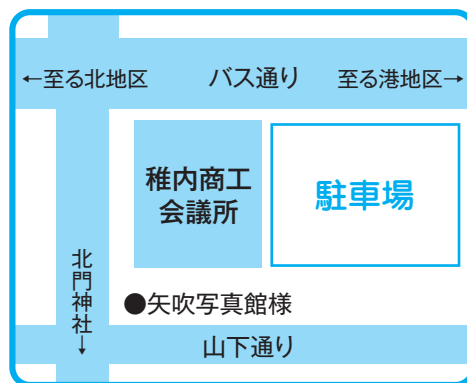 ←至る北地区
バス通り
至る港地区→
稚内商工
会議所
駐車場
北門神社→
●矢吹写真館様
山下通り